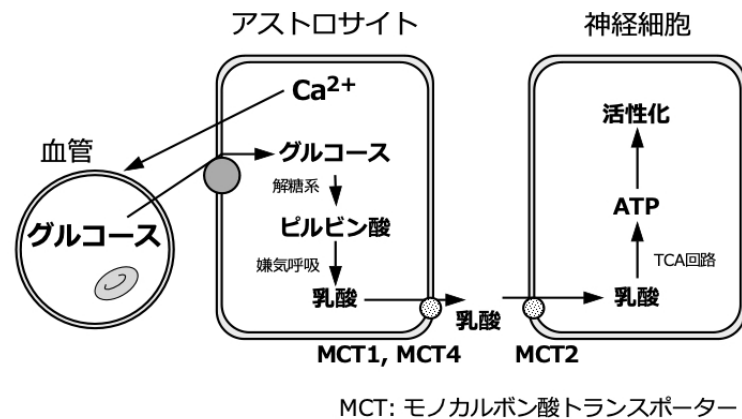 アストロサイト
神経細胞
Ca2+
血管
グルコース
グルコース
解糖系
ピルビン酸
嫌気呼吸
乳酸
乳酸
MCT1, MCT4
MCT2
活性化
ATP
TCA回路
乳酸
MCT: モノカルボン酸トランスポーター